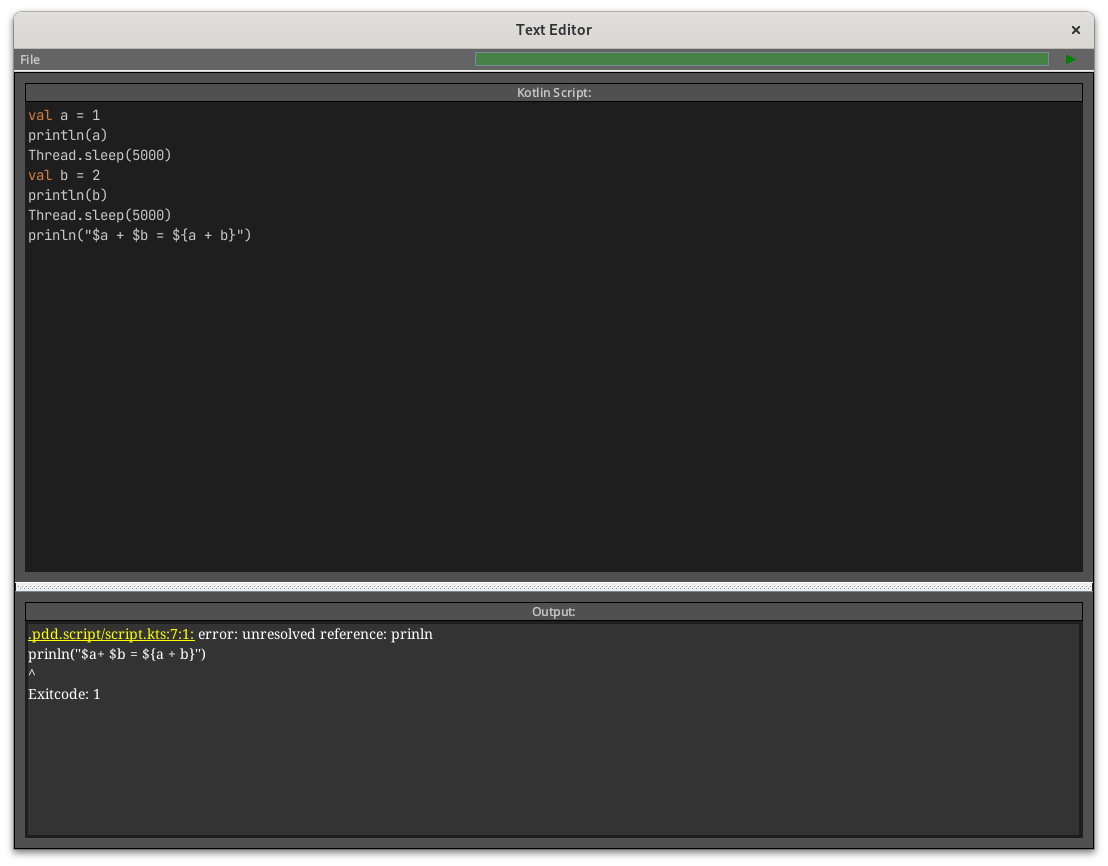 Text Editor
File
Kotlin Script:
val a = 1
println(a)
Thread.sleep(5000)
val b = 2
println(b)
Thread.sleep(5000)
prinln("$a + $b = ${a + b}")
Output:
.pdd.script/script.kts:7:1: error: unresolved reference: prinln
prinln("$a+ $b = ${a + b}")
^
Exitcode: 1